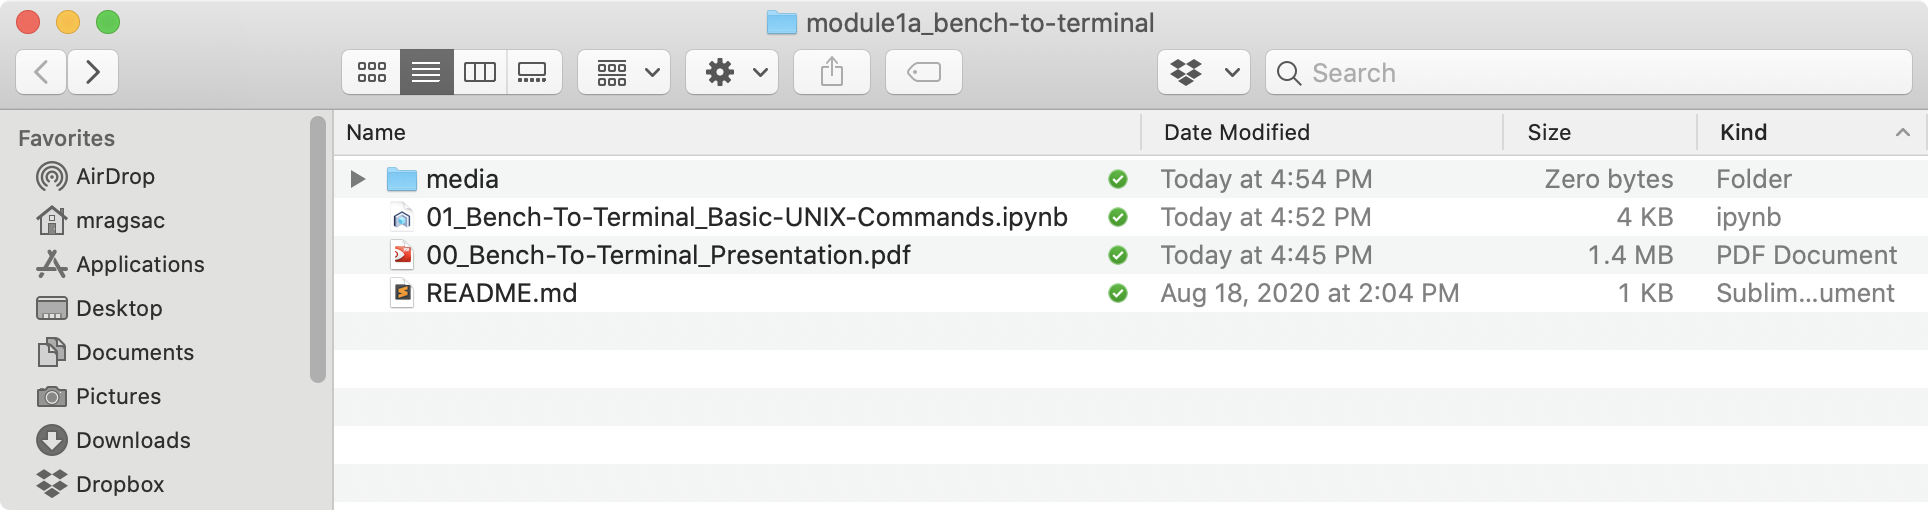 module1a_bench-to-terminal
Search
Favorites
AirDrop
mragsac
Applications
Desktop
Documents
Pictures
Downloads
Dropbox
Name Date Modified Size Kind
media Today at 4:54 PM Zero bytes Folder
01_Bench-To-Terminal_Basic-UNIX-Commands.ipynb Today at 4:52 PM 4 KB ipynb
00_Bench-To-Terminal_Presentation.pdf Today at 4:45 PM 1.4 MB PDF Document
README.md Aug 18, 2020 at 2:04 PM 1 KB Sublim...ument